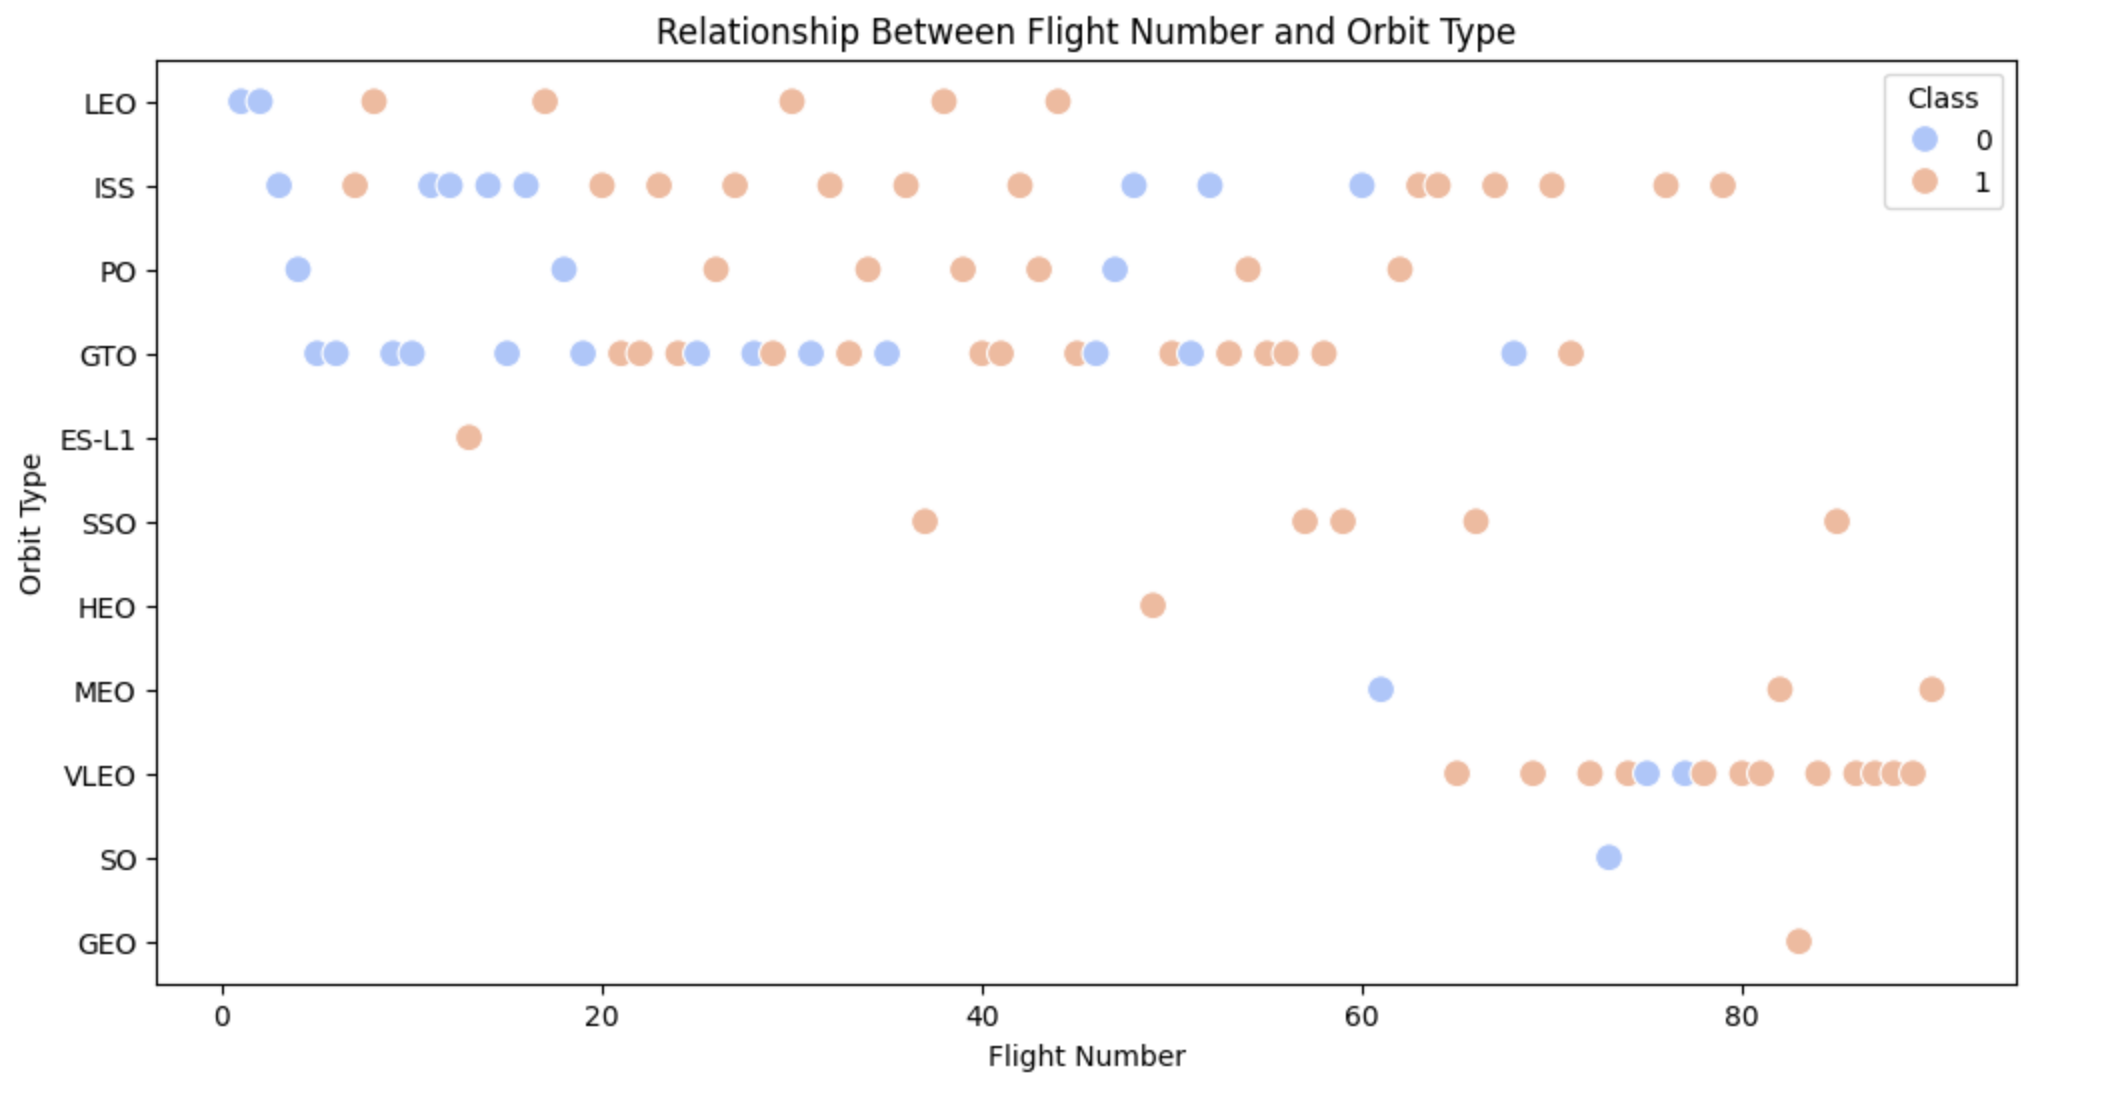 Relationship Between Flight Number and Orbit Type
Class
0
1
LEO
ISS
PO
GTO
ES-L1
SSO
HEO
MEO
VLEO
SO
GEO
Orbit Type
0 20 40 60 80
Flight Number